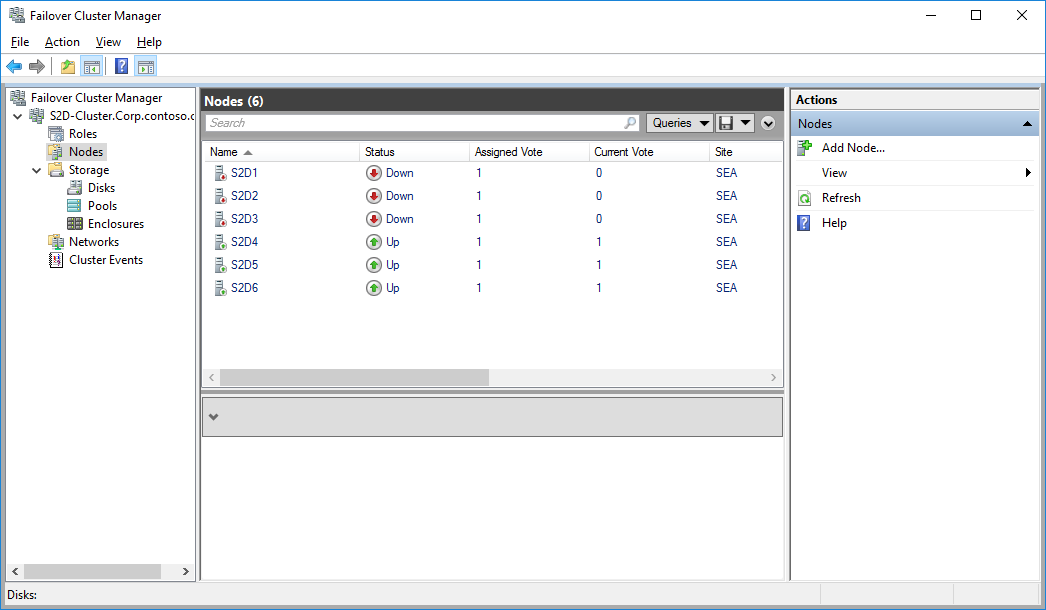 Failover Cluster Manager
File Action View Help
Failover Cluster Manager
S2D-Cluster.Corp.contoso.c
Roles
Nodes
Storage
Disks
Pools
Enclosures
Networks
Cluster Events
Nodes (6)
Search
Queries
Name Status Assigned Vote Current Vote Site
S2D1 Down 1 0 SEA
S2D2 Down 1 0 SEA
S2D3 Down 1 0 SEA
S2D4 Up 1 1 SEA
S2D5 Up 1 1 SEA
S2D6 Up 1 1 SEA
Actions
Nodes
Add Node...
View
Refresh
Help
Disks: